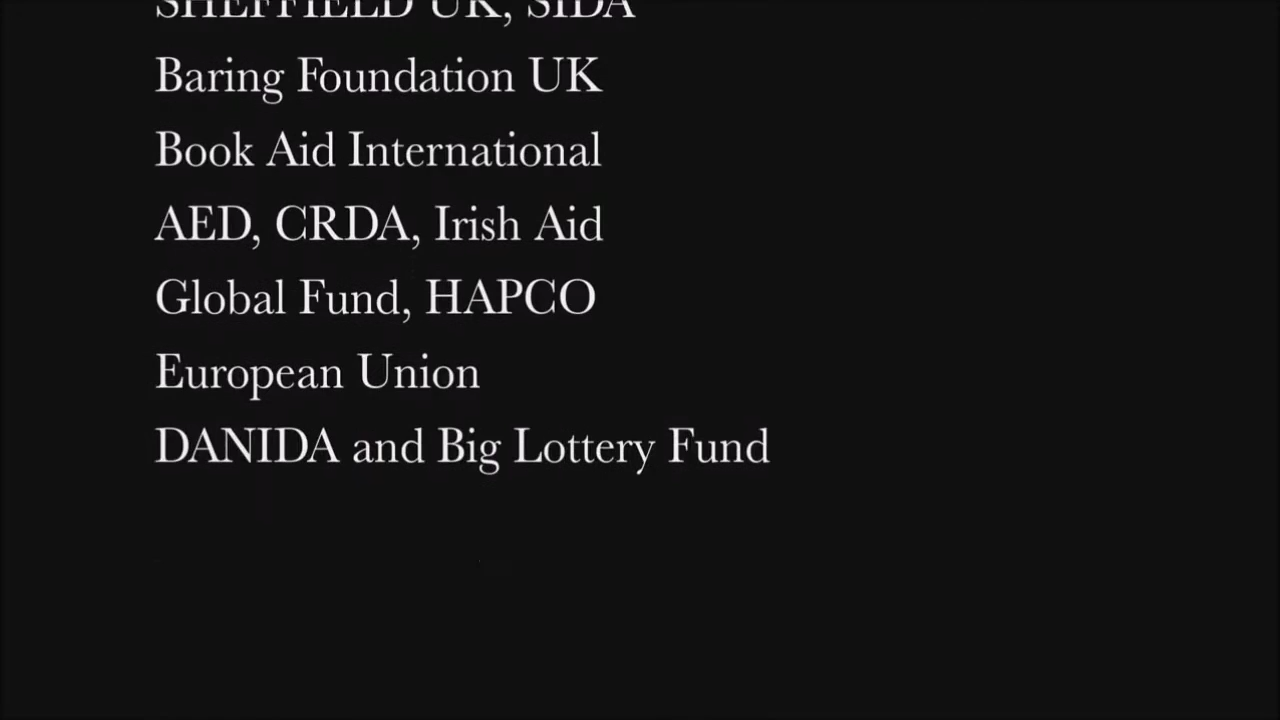 SHEFFIELD UK, SIDA
Baring Foundation UK
Book Aid International
AED, CRDA, Irish Aid
Global Fund, HAPCO
European Union
DANIDA and Big Lottery Fund